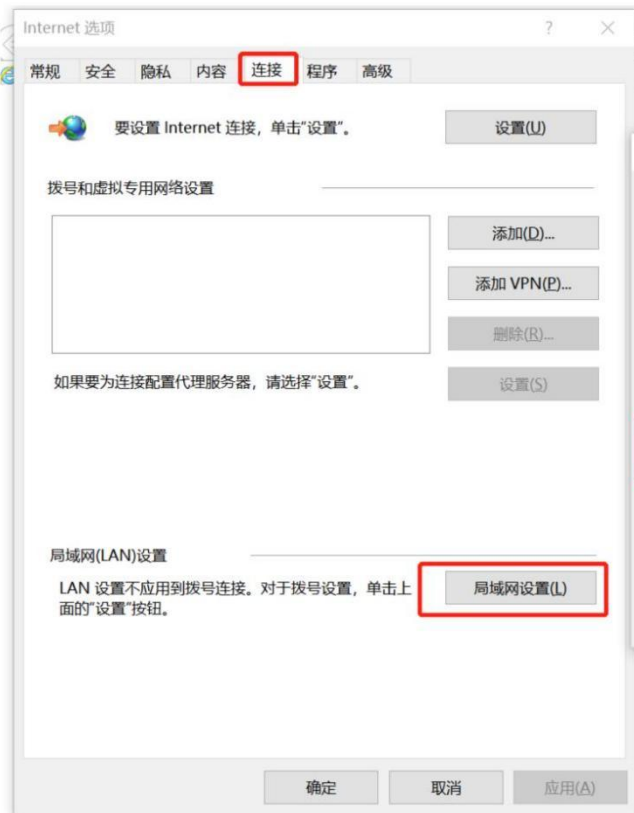 Internet 选项
?
常规 安全 隐私 内容 连接 程序 高级
要设置 Internet 连接，单击"设置"。
设置(U)
拨号和虚拟专用网络设置
添加(D)...
添加 VPN(P)...
删除(R)...
如果要为连接配置代理服务器，请选择"设置"。
设置(S)
局域网(LAN)设置
LAN 设置不应用到拨号连接。对于拨号设置，单击上
面的"设置"按钮。
局域网设置(L)
确定 取消 应用(A)